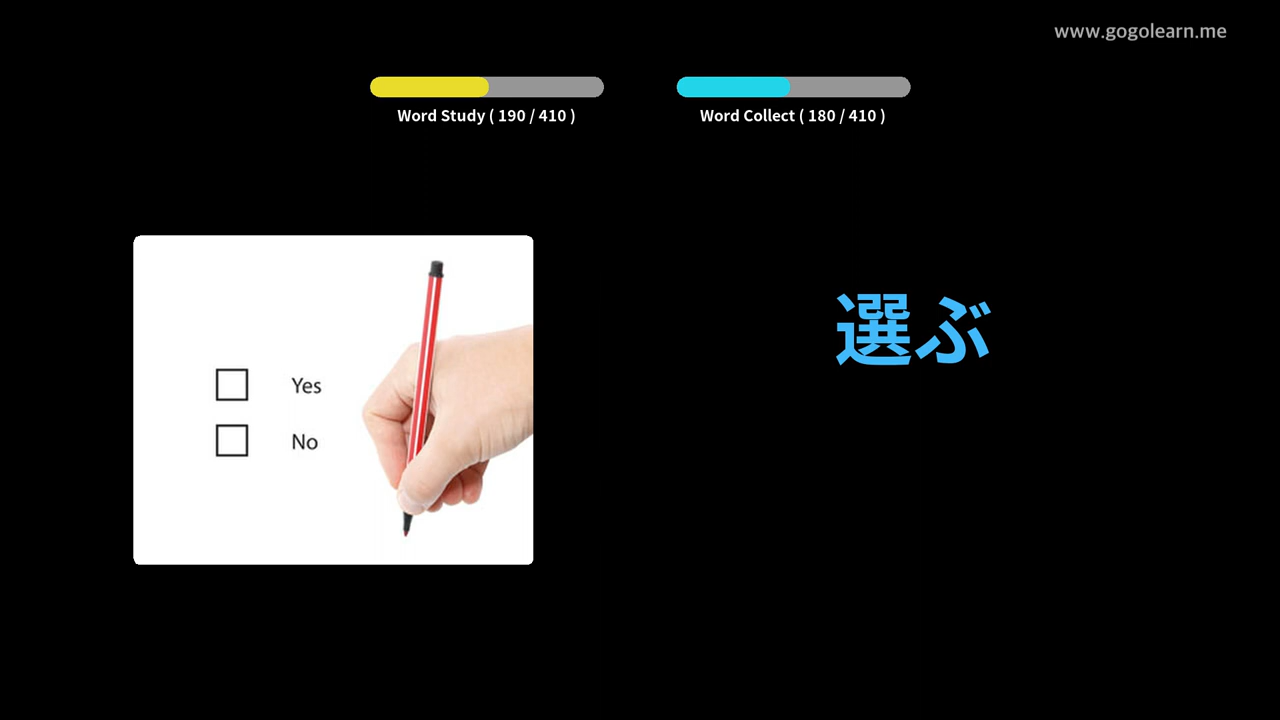 www.gogolearn.me
Word Study ( 190 / 410 )
Word Collect ( 180 / 410 )
Yes
No
選ぶ